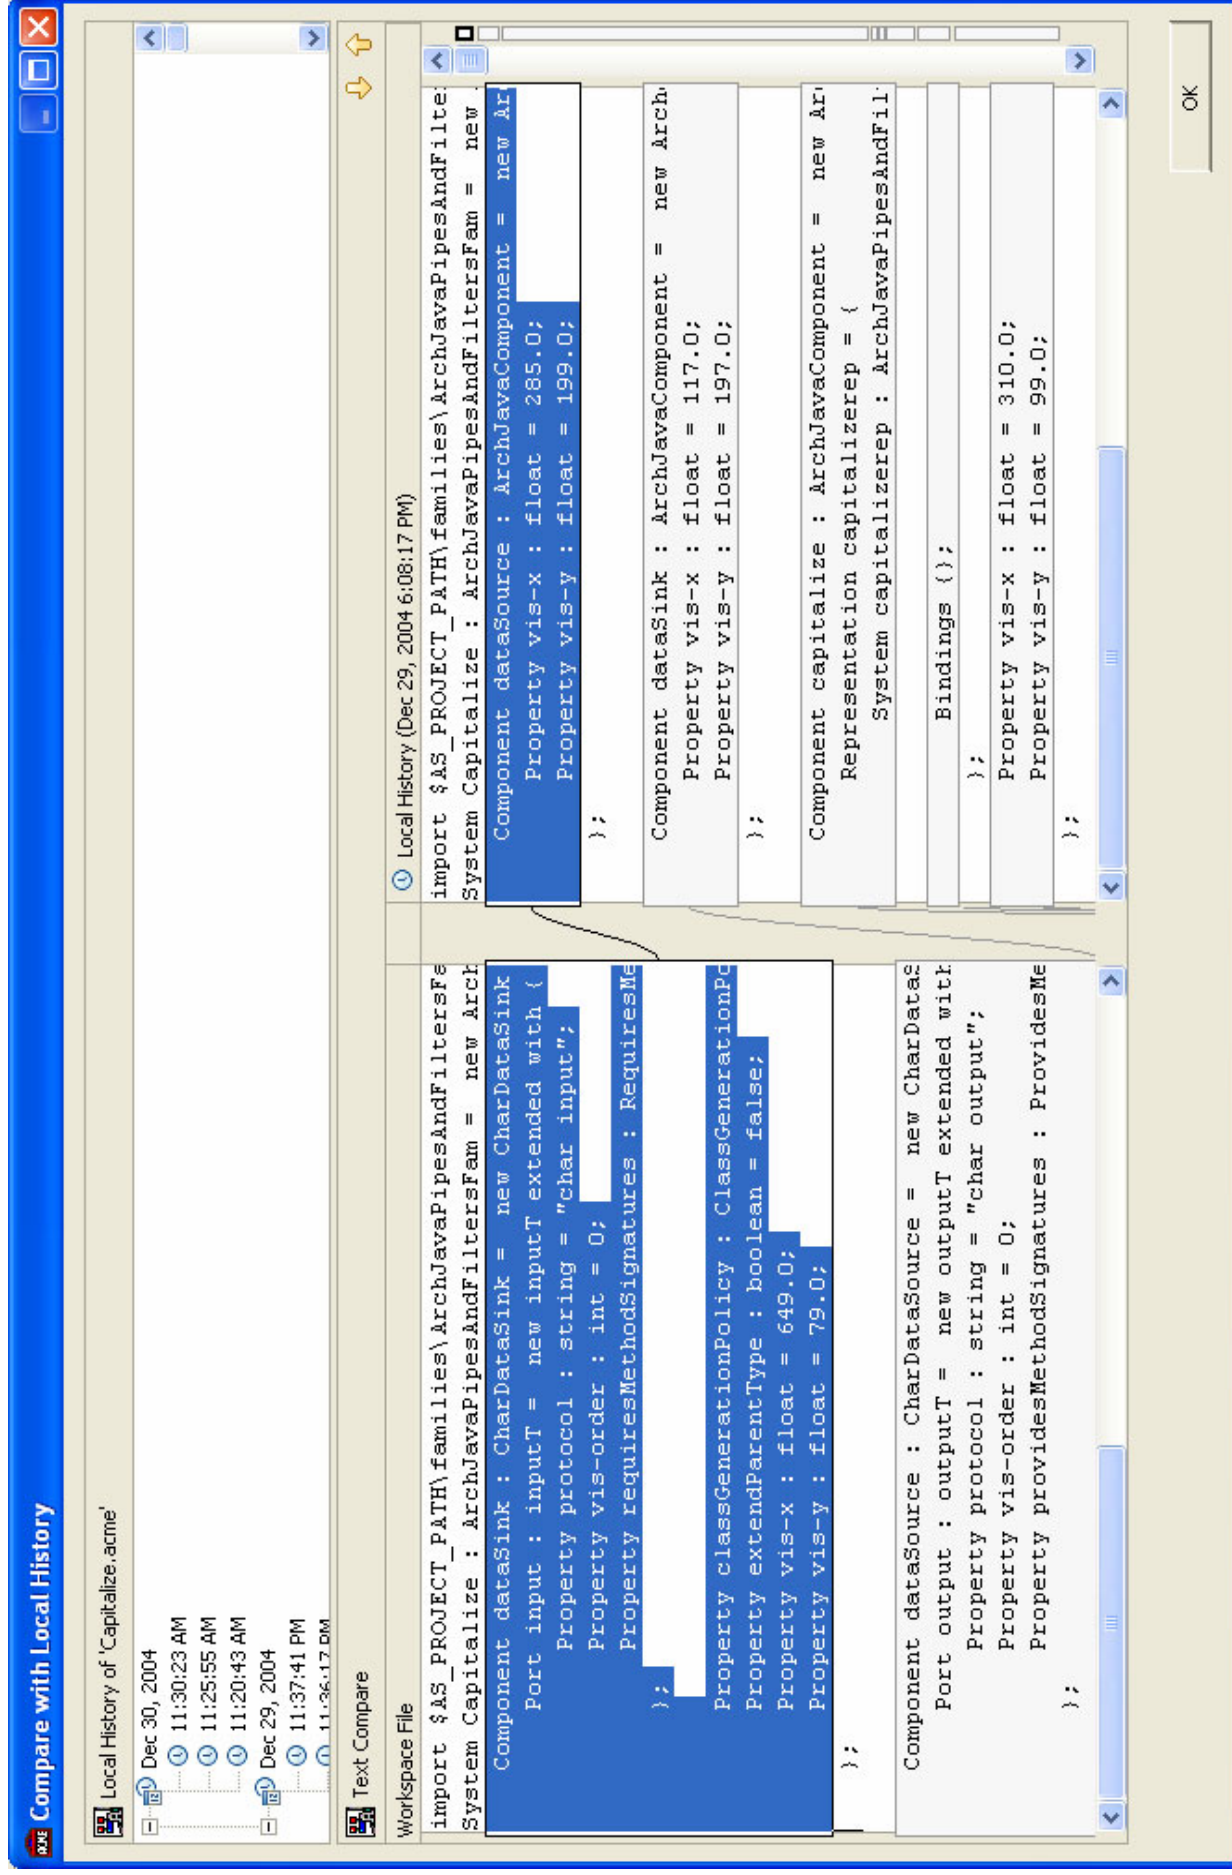 Compare with Local History
Local History of 'Capitalize.acme'
Dec 30, 2004
11:30:23 AM
11:25:55 AM
11:20:43 AM
Dec 29, 2004
11:37:41 PM
11:36:17 PM
Text Compare
Workspace File
import $AS_PROJECT_PATH\families\ArchJavaPipesAndFiltersFa
System Capitalize : ArchJavaPipesAndFiltersFam = new Arch
Component dataSink : CharDataSink = new CharDataSink
Port input : inputT = new inputT extended with {
Property protocol : string = "char input";
Property vis-order : int = 0;
Property requiresMethodSignatures : RequiresMe
};
Property classGenerationPolicy : ClassGenerationPo
Property extendParentType : boolean = false;
Property vis-x : float = 649.0;
Property vis-y : float = 79.0;
};
Component dataSource : CharDataSource = new CharDatas
Port output : outputT = new outputT extended with
Property protocol : string = "char output";
Property vis-order : int = 0;
Property providesMethodSignatures : ProvidesMe
};
Local History (Dec 29, 2004 6:08:17 PM)
import $AS_PROJECT_PATH\families\ArchJavaPipesAndFilte
System Capitalize : ArchJavaPipesAndFiltersFam = new
Component dataSource : ArchJavaComponent = new Ar
Property vis-x : float = 285.0;
Property vis-y : float = 199.0;
};
Component dataSink : ArchJavaComponent = new Arch
Property vis-x : float = 117.0;
Property vis-y : float = 197.0;
};
Component capitalize : ArchJavaComponent = new Ar
Representation capitalizerep = {
System capitalizerep : ArchJavaPipesAndFil
Bindings {};
};
Property vis-x : float = 310.0;
Property vis-y : float = 99.0;
};
OK